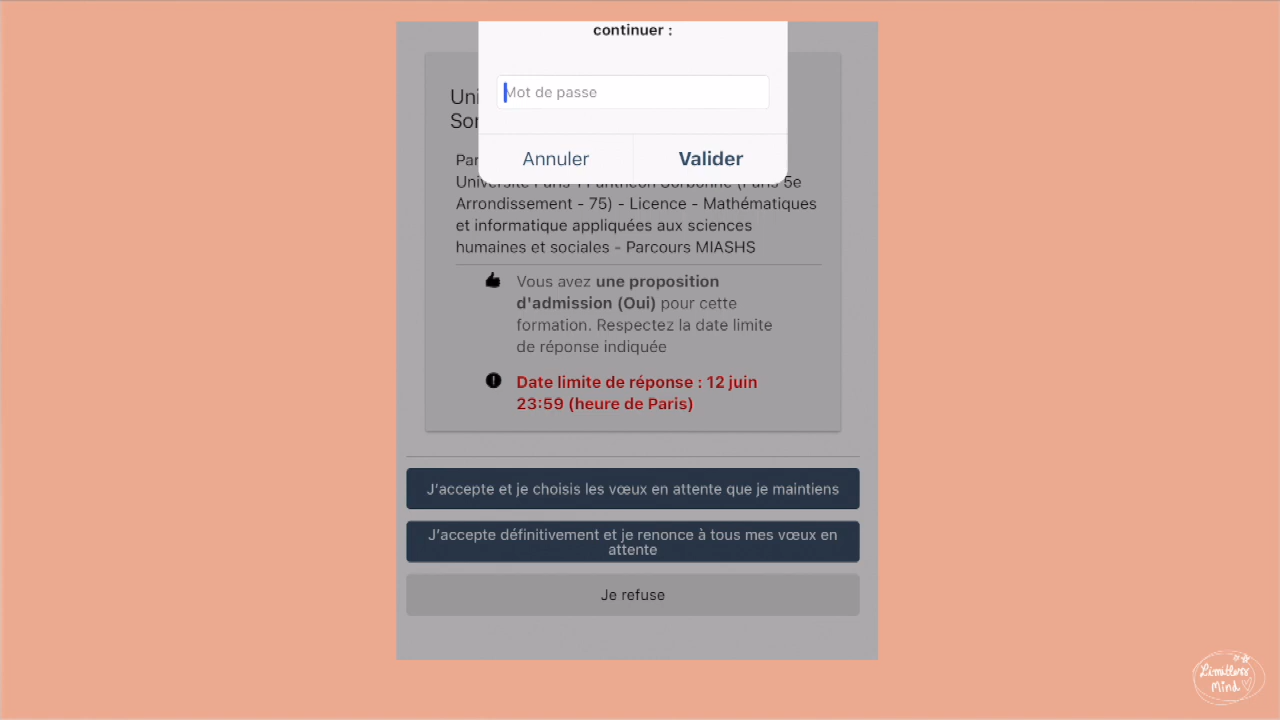 continuer :
Mot de passe
Annuler
Valider
Arrondissement - 75) - Licence - Mathématiques
et informatique appliquées aux sciences
humaines et sociales - Parcours MIASHS
Vous avez une proposition
d'admission (Oui) pour cette
formation. Respectez la date limite
de réponse indiquée
Date limite de réponse : 12 juin
23:59 (heure de Paris)
J'accepte et je choisis les vœux en attente que je maintiens
J'accepte définitivement et je renonce à tous mes vœux en
attente
Je refuse
Limitless
Mind